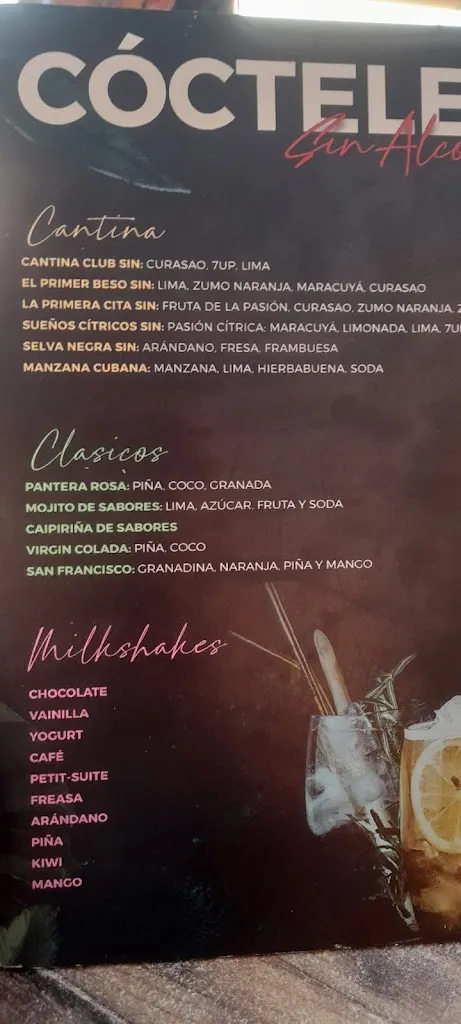 CÓCTELE
Sin Alco
Cantina
CANTINA CLUB SIN: CURASAO, 7UP, LIMA
EL PRIMER BESO SIN: LIMA, ZUMO NARANJA, MARACUYÁ, CURASAO
LA PRIMERA CITA SIN: FRUTA DE LA PASIÓN, CURASAO, ZUMO NARANJA, Z
SUEÑOS CÍTRICOS SIN: PASIÓN CÍTRICA: MARACUYÁ, LIMONADA, LIMA, 7U
SELVA NEGRA SIN: ARÁNDANO, FRESA, FRAMBUESA
MANZANA CUBANA: MANZANA, LIMA, HIERBABUENA, SODA
Clasicos
PANTERA ROSA: PIÑA, COCO, GRANADA
MOJITO DE SABORES: LIMA, AZÚCAR, FRUTA Y SODA
CAIPIRIÑA DE SABORES
VIRGIN COLADA: PIÑA, COCO
SAN FRANCISCO: GRANADINA, NARANJA, PIÑA Y MANGO
Milkshakes
CHOCOLATE
VAINILLA
YOGURT
CAFÉ
PETIT-SUITE
FREASA
ARÁNDANO
PIÑA
KIWI
MANGO